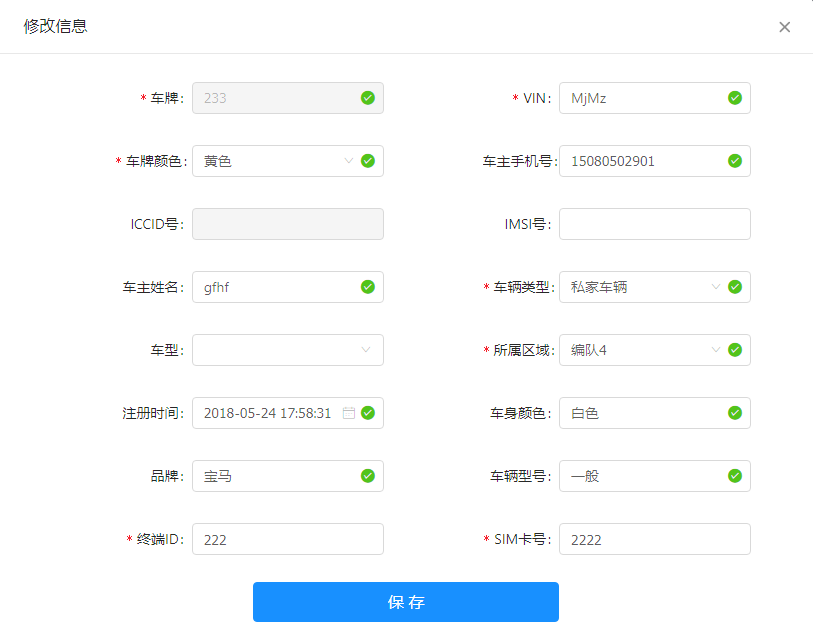 修改信息
* 车牌: 233
* VIN: MjMz
* 车牌颜色: 黄色
车主手机号: 15080502901
ICCID号:
IMSI号:
车主姓名: gfhf
* 车辆类型: 私家车辆
车型:
* 所属区域: 编队4
注册时间: 2018-05-24 17:58:31
车身颜色: 白色
品牌: 宝马
车辆型号: 一般
* 终端ID: 222
* SIM卡号: 2222
保 存